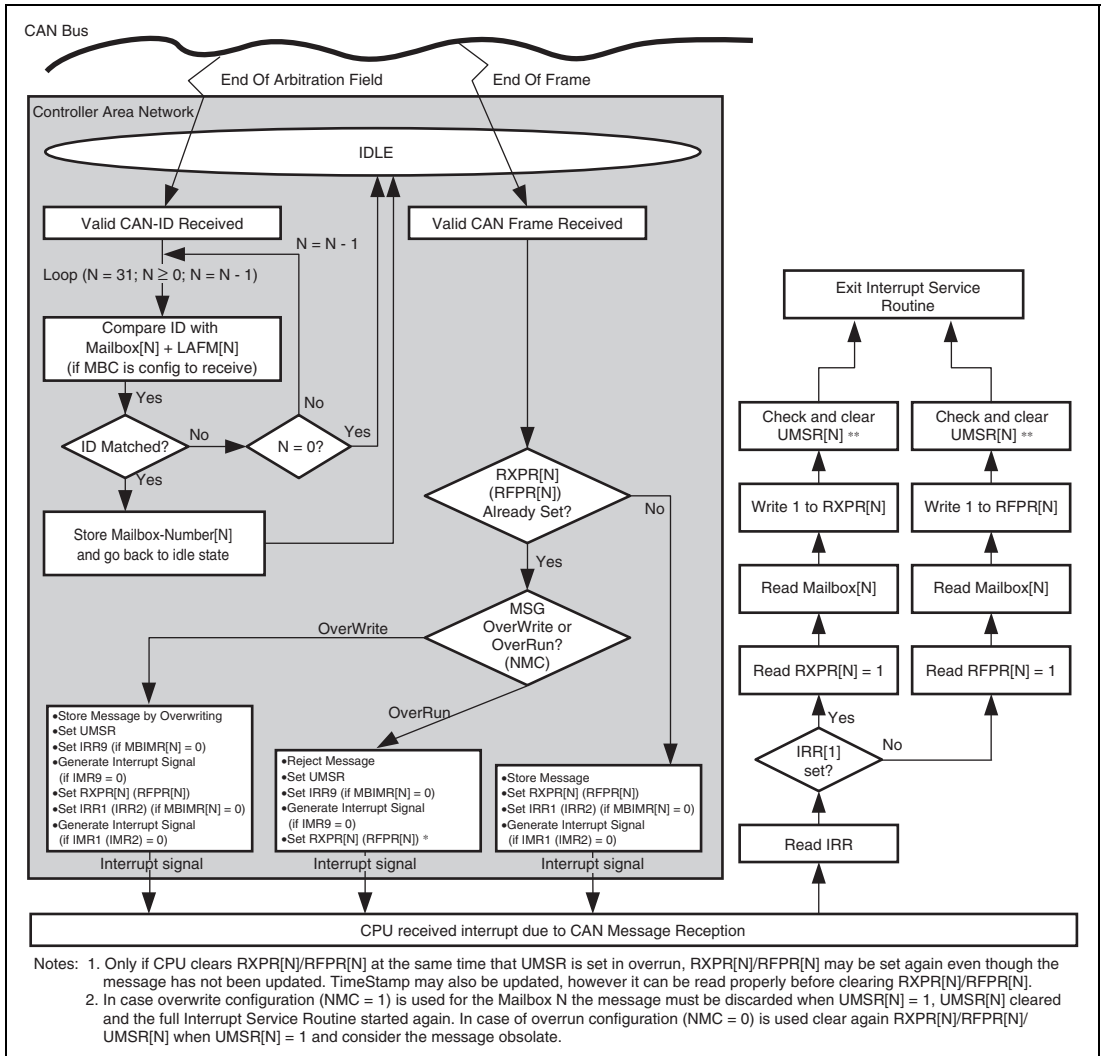 CAN Bus
End Of Arbitration Field
End Of Frame
Controller Area Network
IDLE
Valid CAN-ID Received
Valid CAN Frame Received
N = N - 1
Loop (N = 31; N ≥ 0; N = N - 1)
Compare ID with
Mailbox[N] + LAFM[N]
(if MBC is config to receive)
Yes
ID Matched?
No
N = 0?
No
Yes
Yes
Store Mailbox-Number[N]
and go back to idle state
RXPR[N]
(RFPR[N])
Already Set?
No
Yes
MSG
OverWrite or
OverRun?
(NMC)
OverWrite
OverRun
•Store Message by Overwriting
•Set UMSR
•Set IRR9 (if MBIMR[N] = 0)
•Generate Interrupt Signal
(if IMR9 = 0)
•Set RXPR[N] (RFPR[N])
•Set IRR1 (IRR2) (if MBIMR[N] = 0)
•Generate Interrupt Signal
(if IMR1 (IMR2) = 0)
•Reject Message
•Set UMSR
•Set IRR9 (if MBIMR[N] = 0)
•Generate Interrupt Signal
(if IMR9 = 0)
•Set RXPR[N] (RFPR[N]) *
•Store Message
•Set RXPR[N] (RFPR[N])
•Set IRR1 (IRR2) (if MBIMR[N] = 0)
•Generate Interrupt Signal
(if IMR1 (IMR2) = 0)
Interrupt signal
Interrupt signal
Interrupt signal
Exit Interrupt Service
Routine
Check and clear
UMSR[N] **
Check and clear
UMSR[N] **
Write 1 to RXPR[N]
Write 1 to RFPR[N]
Read Mailbox[N]
Read Mailbox[N]
Read RXPR[N] = 1
Read RFPR[N] = 1
Yes
IRR[1]
set?
No
Read IRR
CPU received interrupt due to CAN Message Reception
Notes: 1. Only if CPU clears RXPR[N]/RFPR[N] at the same time that UMSR is set in overrun, RXPR[N]/RFPR[N] may be set again even though the
message has not been updated. TimeStamp may also be updated, however it can be read properly before clearing RXPR[N]/RFPR[N].
2. In case overwrite configuration (NMC = 1) is used for the Mailbox N the message must be discarded when UMSR[N] = 1, UMSR[N] cleared
and the full Interrupt Service Routine started again. In case of overrun configuration (NMC = 0) is used clear again RXPR[N]/RFPR[N]/
UMSR[N] when UMSR[N] = 1 and consider the message obsolate.